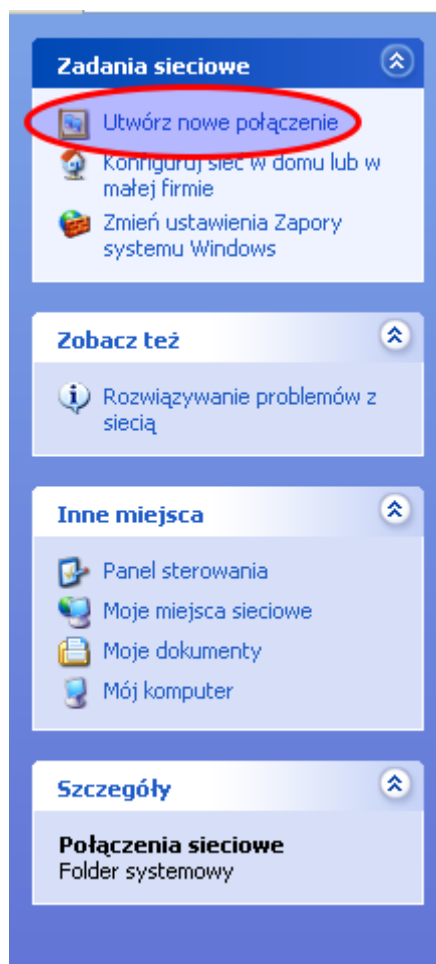 Zadania sieciowe
Utwórz nowe połączenie
Konfiguruj sieć w domu lub w
małej firmie
Zmień ustawienia Zapory
systemu Windows
Zobacz też
Rozwiązywanie problemów z
siecią
Inne miejsca
Panel sterowania
Moje miejsca sieciowe
Moje dokumenty
Mój komputer
Szczegóły
Połączenia sieciowe
Folder systemowy